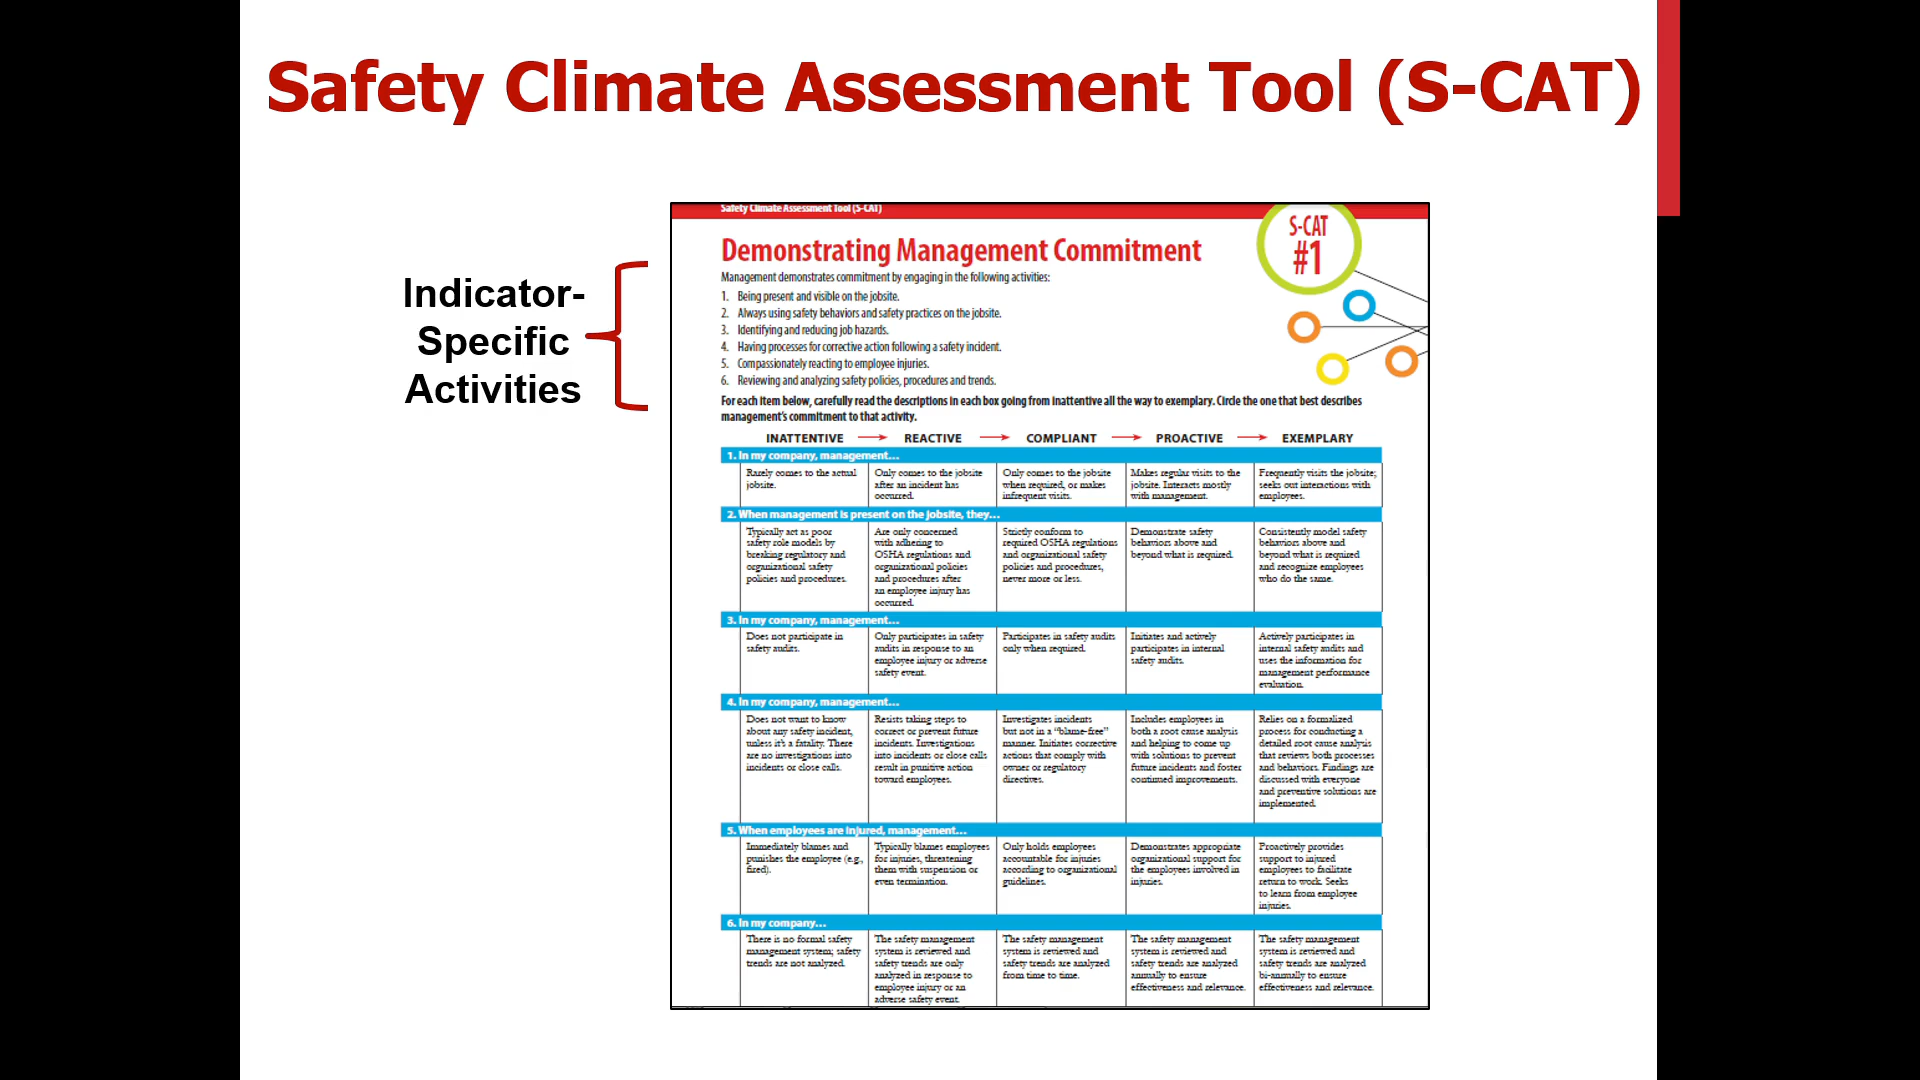 Safety Climate Assessment Tool (S-CAT)
Indicator-
Specific
Activities
Safety Climate Assessment Tool (S-CAT)
S-CAT
#1
Demonstrating Management Commitment
Management demonstrates commitment by engaging in the following activities:
1. Being present and visible on the jobsite.
2. Always using safety behaviors and safety practices on the jobsite.
3. Identifying and reducing job hazards.
4. Having processes for corrective action following a safety incident.
5. Compassionately reacting to employee injuries.
6. Reviewing and analyzing safety policies, procedures and trends.
For each item below, carefully read the descriptions in each box going from inattentive all the way to exemplary. Circle the one that best describes
management's commitment to that activity.
INATTENTIVE → REACTIVE → COMPLIANT → PROACTIVE → EXEMPLARY
1. In my company, management...
Rarely comes to the actual
jobsite.
Only comes to the jobsite
after an incident has
occurred.
Only comes to the jobsite
when required, or makes
infrequent visits.
Makes regular visits to the
jobsite. Interacts mostly
with management.
Frequently visits the jobsite;
seeks out interactions with
employees.
2. When management is present on the jobsite, they...
Typically act as poor
safety role models by
breaking regulatory and
organizational safety
policies and procedures.
Are only concerned
with adhering to
OSHA regulations and
organizational policies
and procedures after
an employee injury has
occurred.
Strictly conform to
required OSHA regulations
and organizational safety
policies and procedures,
never more or less.
Demonstrate safety
behaviors above and
beyond what is required.
Consistently model safety
behaviors above and
beyond what is required
and recognize employees
who do the same.
3. In my company, management...
Does not participate in
safety audits.
Only participates in safety
audits in response to an
employee injury or adverse
safety event.
Participates in safety audits
only when required.
Initiates and actively
participates in internal
safety audits.
Actively participates in
internal safety audits and
uses the information for
management performance
evaluation.
4. In my company, management...
Does not want to know
about any safety incident,
unless it's a fatality. There
are no investigations into
incidents or close calls.
Resists taking steps to
correct or prevent future
incidents. Investigations
into incidents or close calls
result in punitive action
toward employees.
Investigates incidents
but not in a "blame-free"
manner. Initiates corrective
actions that comply with
owner or regulatory
directives.
Includes employees in
both a root cause analysis
and helping to come up
with solutions to prevent
future incidents and foster
continued improvements.
Relies on a formalized
process for conducting a
detailed root cause analysis
that reviews both processes
and behaviors. Findings are
discussed with everyone
and preventive solutions are
implemented.
5. When employees are injured, management...
Immediately blames and
punishes the employee (e.g.,
fired).
Typically blames employees
for injuries, threatening
them with suspension or
even termination.
Only holds employees
accountable for injuries
according to organizational
guidelines.
Demonstrates appropriate
organizational support for
the employees involved in
injuries.
Proactively provides
support to injured
employees to facilitate
return to work. Seeks
to learn from employee
injuries.
6. In my company...
There is no formal safety
management system; safety
trends are not analyzed.
The safety management
system is reviewed and
safety trends are only
analyzed in response to
employee injury or an
adverse safety event.
The safety management
system is reviewed and
safety trends are analyzed
from time to time.
The safety management
system is reviewed and
safety trends are analyzed
annually to ensure
effectiveness and relevance.
The safety management
system is reviewed and
safety trends are analyzed
bi-annually to ensure
effectiveness and relevance.